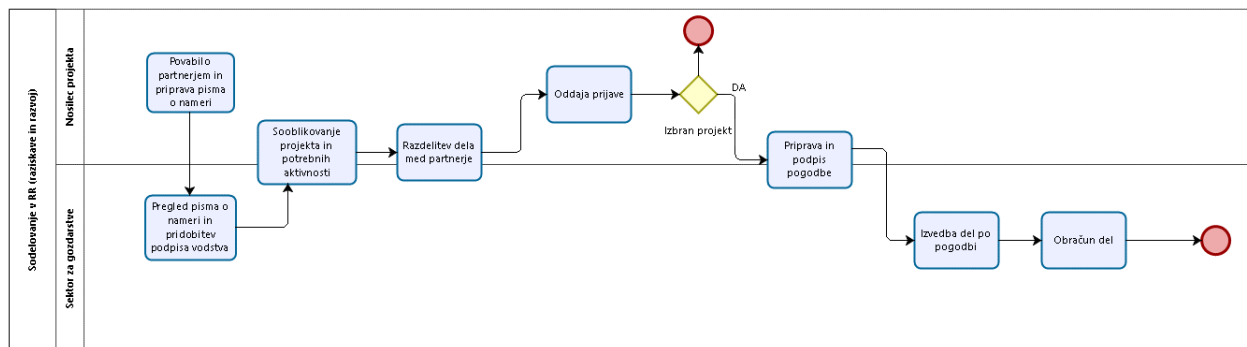 Sodelovanje v RR (raziskave in razvoj)
Nosilec projekta
Sektor za gozdarstvo
Povabilo
partnerjem in
priprava pisma
o nameri
Pregled pisma o
nameri in
pridobitev
podpisa vodstva
Sooblikovanje
projekta in
potrebnih
aktivnosti
Razdelitev dela
med partnerje
Oddaja prijave
Izbran projekt
DA
Priprava in
podpis
pogodbe
Izvedba del po
pogodbi
Obračun del